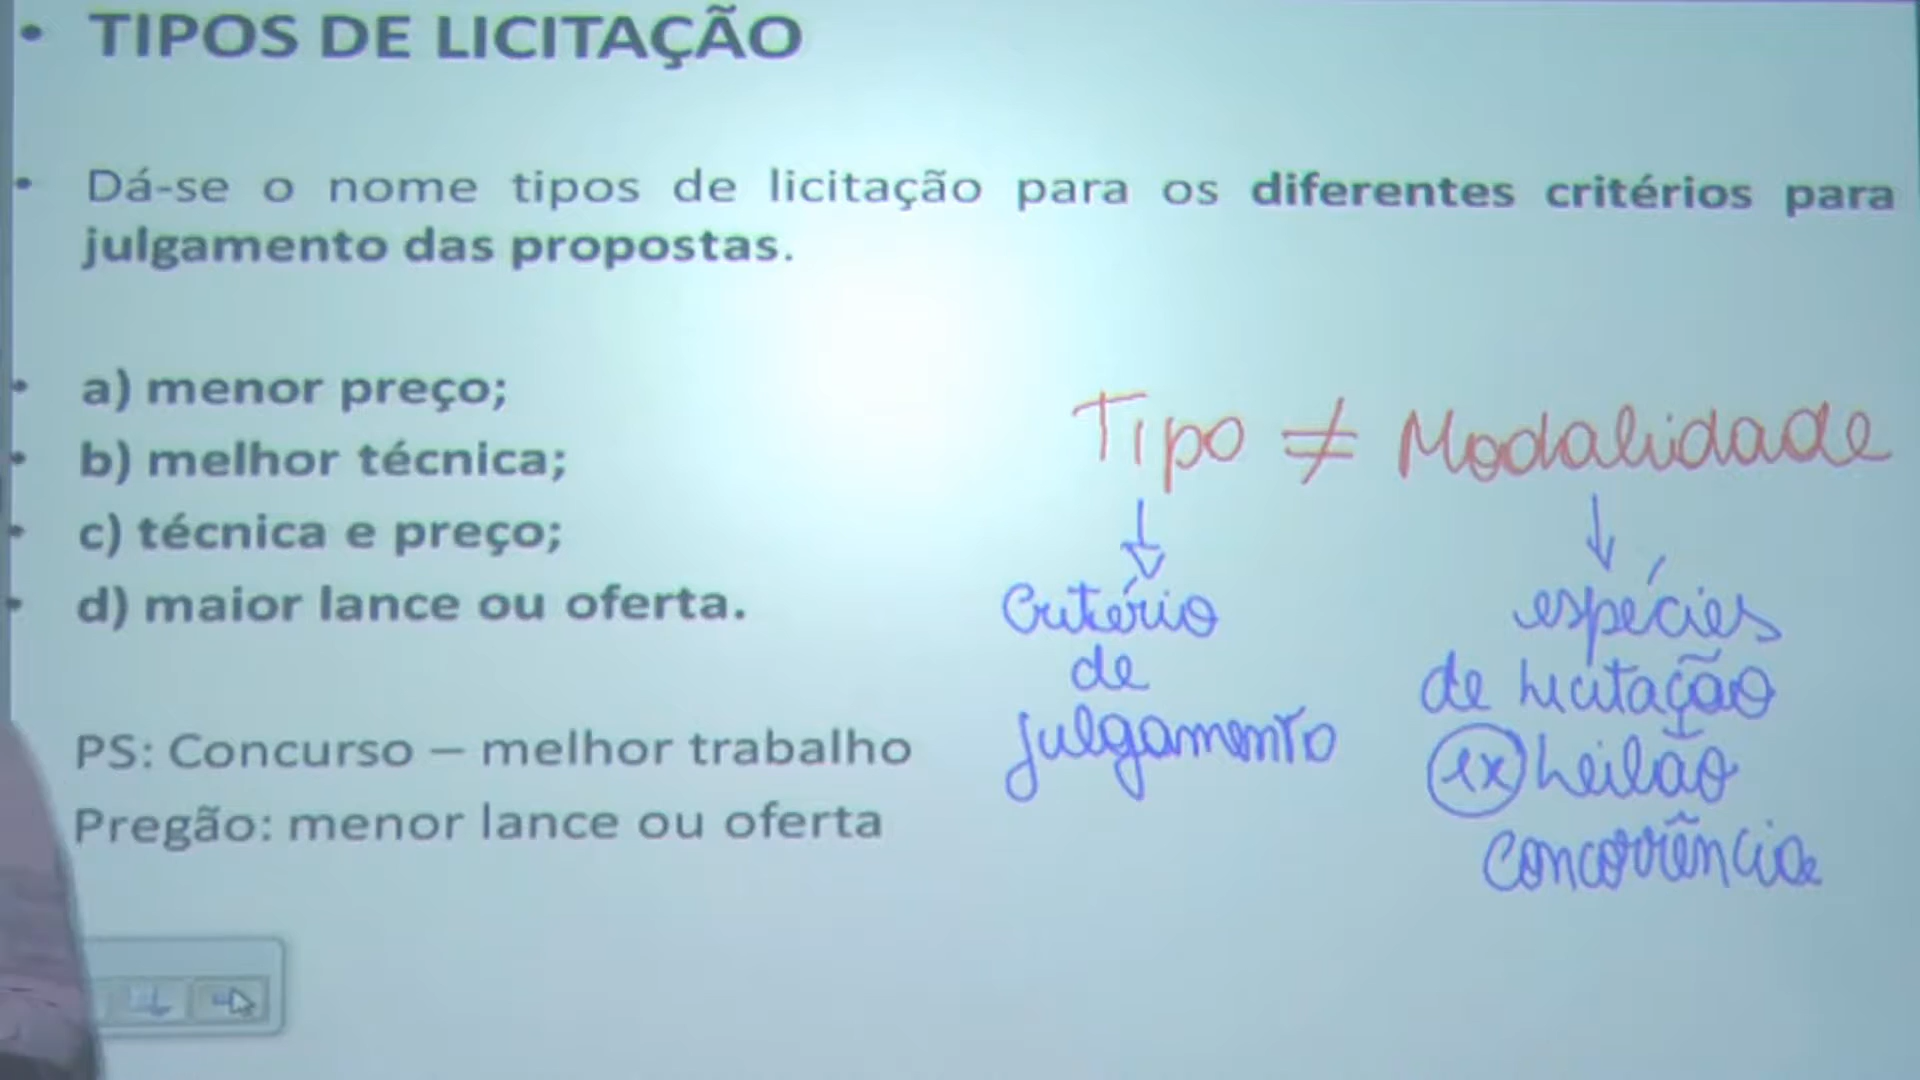 • TIPOS DE LICITAÇÃO
• Dá-se o nome tipos de licitação para os diferentes critérios para
julgamento das propostas.
• a) menor preço;
• b) melhor técnica;
• c) técnica e preço;
• d) maior lance ou oferta.
PS: Concurso – melhor trabalho
Pregão: menor lance ou oferta
Tipo ≠ Modalidade
Critério
de
julgamento
espécies
de licitação
ex Leilão
Concorrência